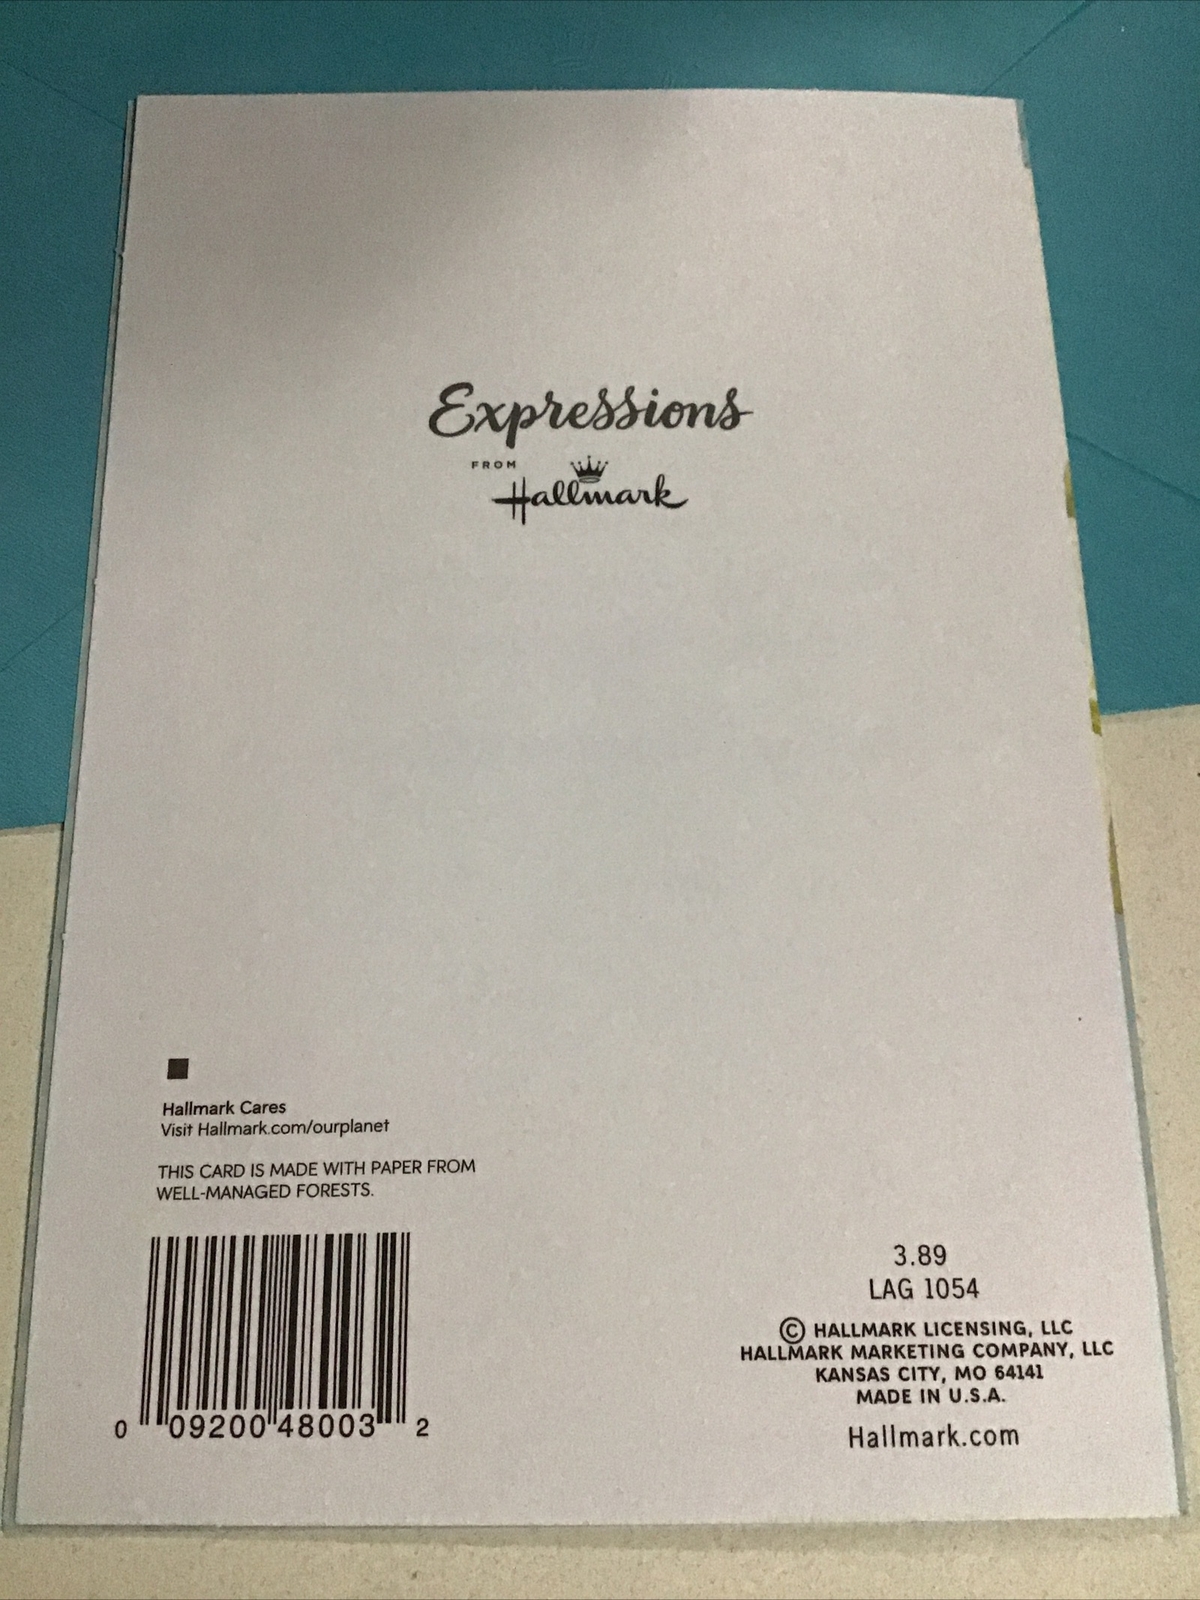 Expressions
FROM
Hallmark
Hallmark Cares
Visit Hallmark.com/ourplanet
THIS CARD IS MADE WITH PAPER FROM
WELL-MANAGED FORESTS.
0 09200 48003 2
3.89
LAG 1054
© HALLMARK LICENSING, LLC
HALLMARK MARKETING COMPANY, LLC
KANSAS CITY, MO 64141
MADE IN U.S.A.
Hallmark.com